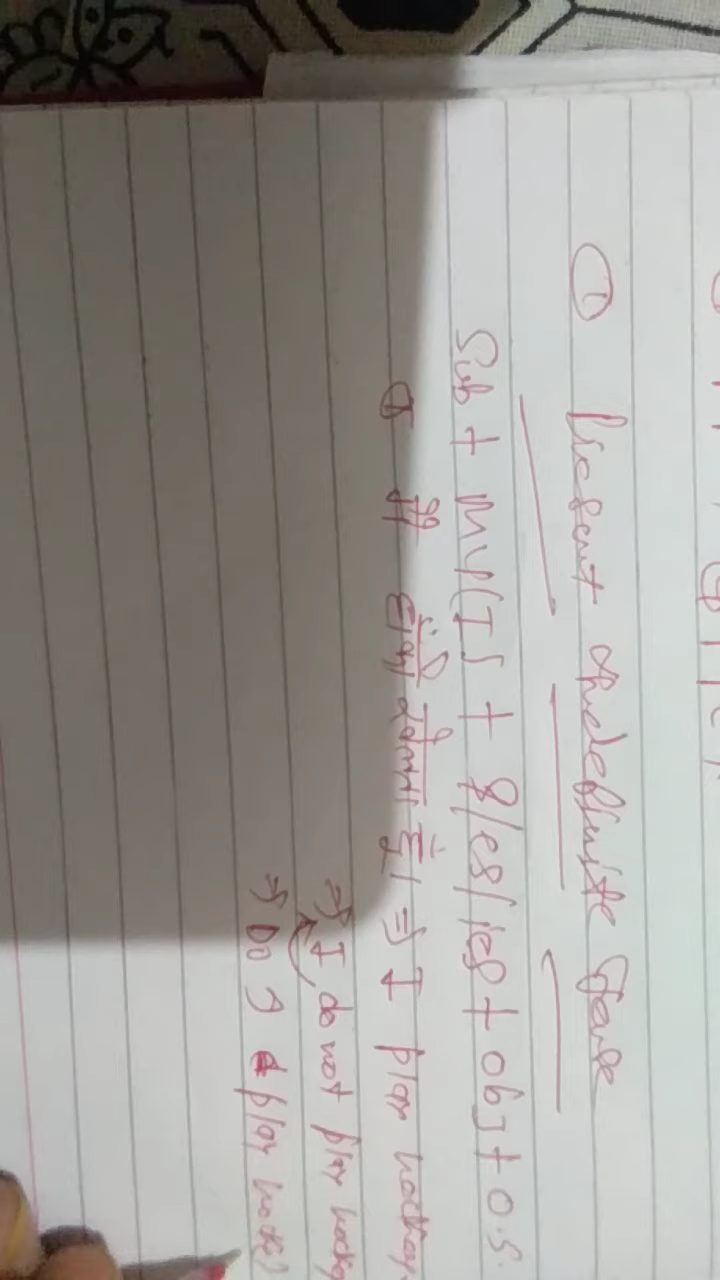 ① Present Indefinite Tense
Sub + MV(I) + s/es/ies + obj + o.s.
① मैं हॉकी खेलता हूँ। ⇒ I play hockey.
⇒ I do not play hockey
⇒ Do I play hockey